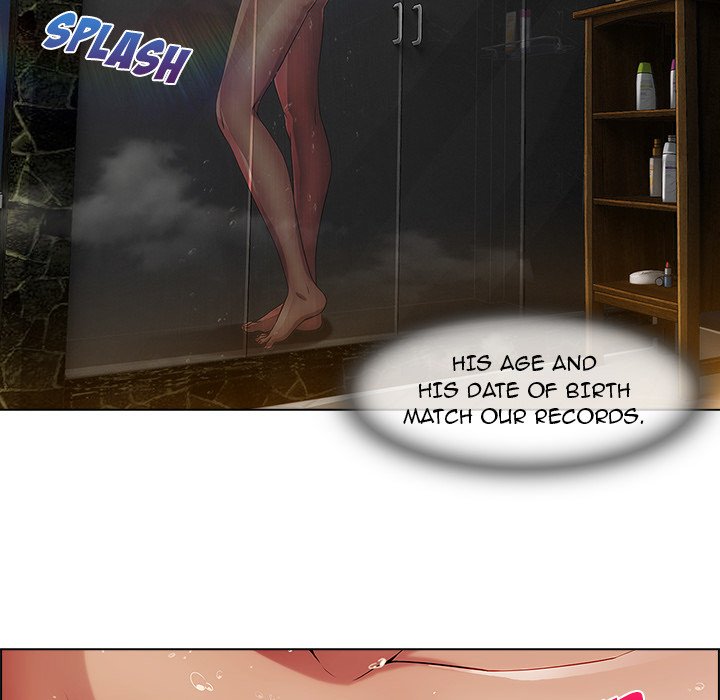 SPLASH
HIS AGE AND
HIS DATE OF BIRTH
MATCH OUR RECORDS.